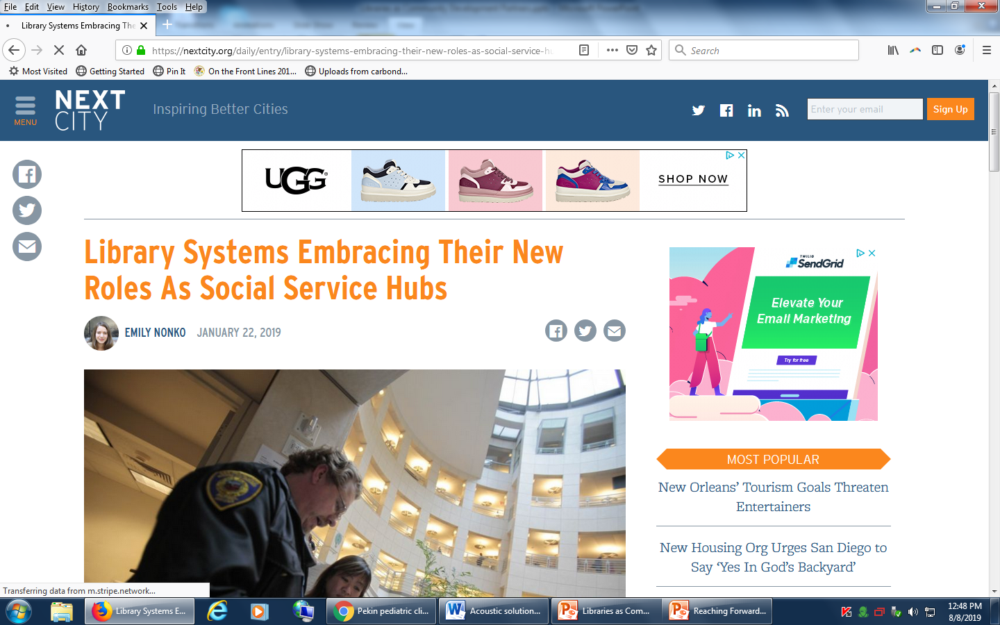 File Edit View History Bookmarks Tools Help
Library Systems Embracing The
https://nextcity.org/daily/entry/library-systems-embracing-their-new-roles-as-social-service-hu
Search
Most Visited Getting Started Pin It On the Front Lines 201... Uploads from carbond...
MENU
NEXT
CITY
Inspiring Better Cities
Enter your email
Sign Up
UGG
SHOP NOW
Library Systems Embracing Their New
Roles As Social Service Hubs
EMILY NONKO JANUARY 22, 2019
TWILIO
SendGrid
Elevate Your
Email Marketing
Try for free
MOST POPULAR
New Orleans’ Tourism Goals Threaten
Entertainers
New Housing Org Urges San Diego to
Say ‘Yes In God’s Backyard’
Transferring data from m.stripe.network...
Library Systems E...
Pekin pediatric cli...
Acoustic solution...
Libraries as Com...
Reaching Forward...
12:48 PM
8/8/2019